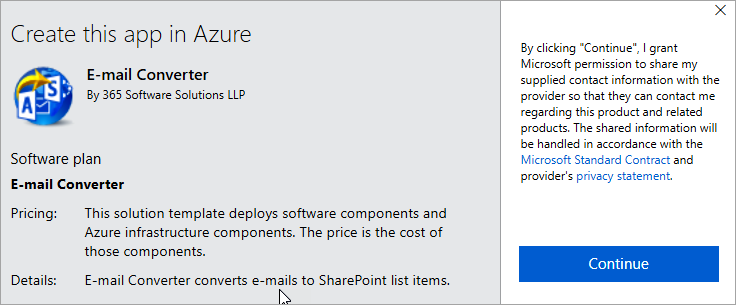 Create this app in Azure
E-mail Converter
By 365 Software Solutions LLP
A S
Software plan
E-mail Converter
Pricing: This solution template deploys software components and
Azure infrastructure components. The price is the cost of
those components.
Details: E-mail Converter converts e-mails to SharePoint list items.
By clicking "Continue", I grant
Microsoft permission to share my
supplied contact information with the
provider so that they can contact me
regarding this product and related
products. The shared information will
be handled in accordance with the
Microsoft Standard Contract and
provider's privacy statement.
Continue